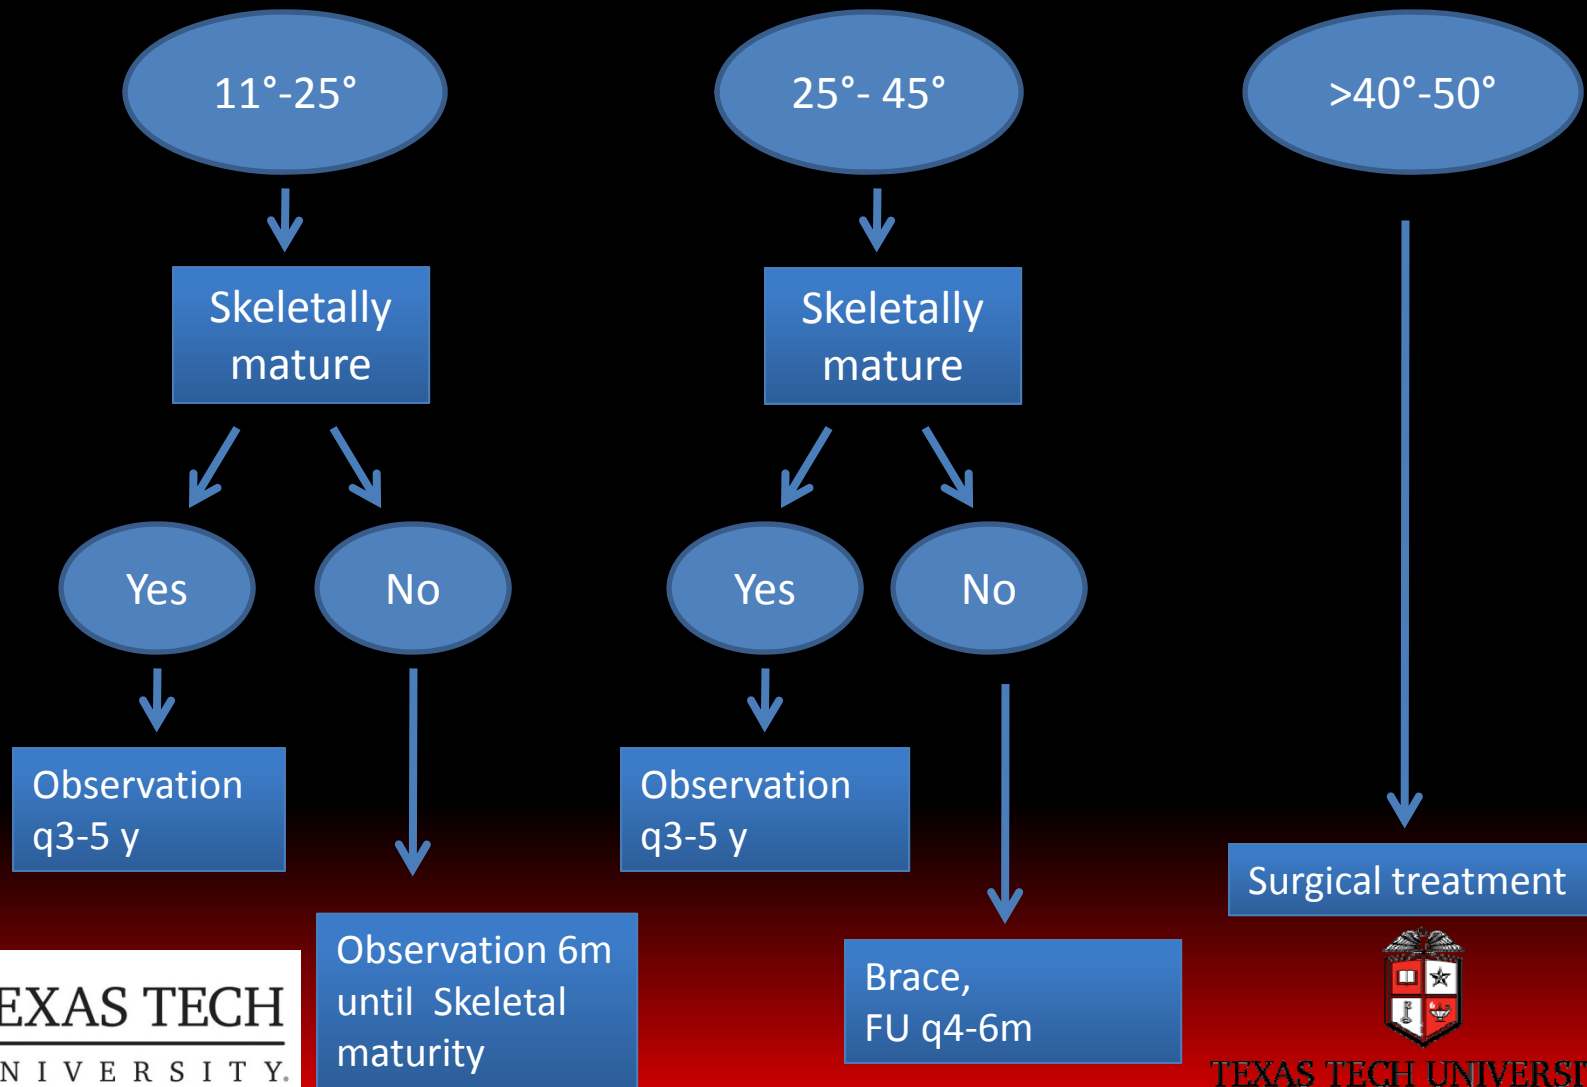 11°-25°
25°- 45°
>40°-50°
Skeletally
mature
Skeletally
mature
Yes
No
Yes
No
Observation
q3-5 y
Observation
q3-5 y
Surgical treatment
Observation 6m
until Skeletal
maturity
Brace,
FU q4-6m
EXAS TECH
NIVERSITY.
TEXAS TECH UNIVERSI